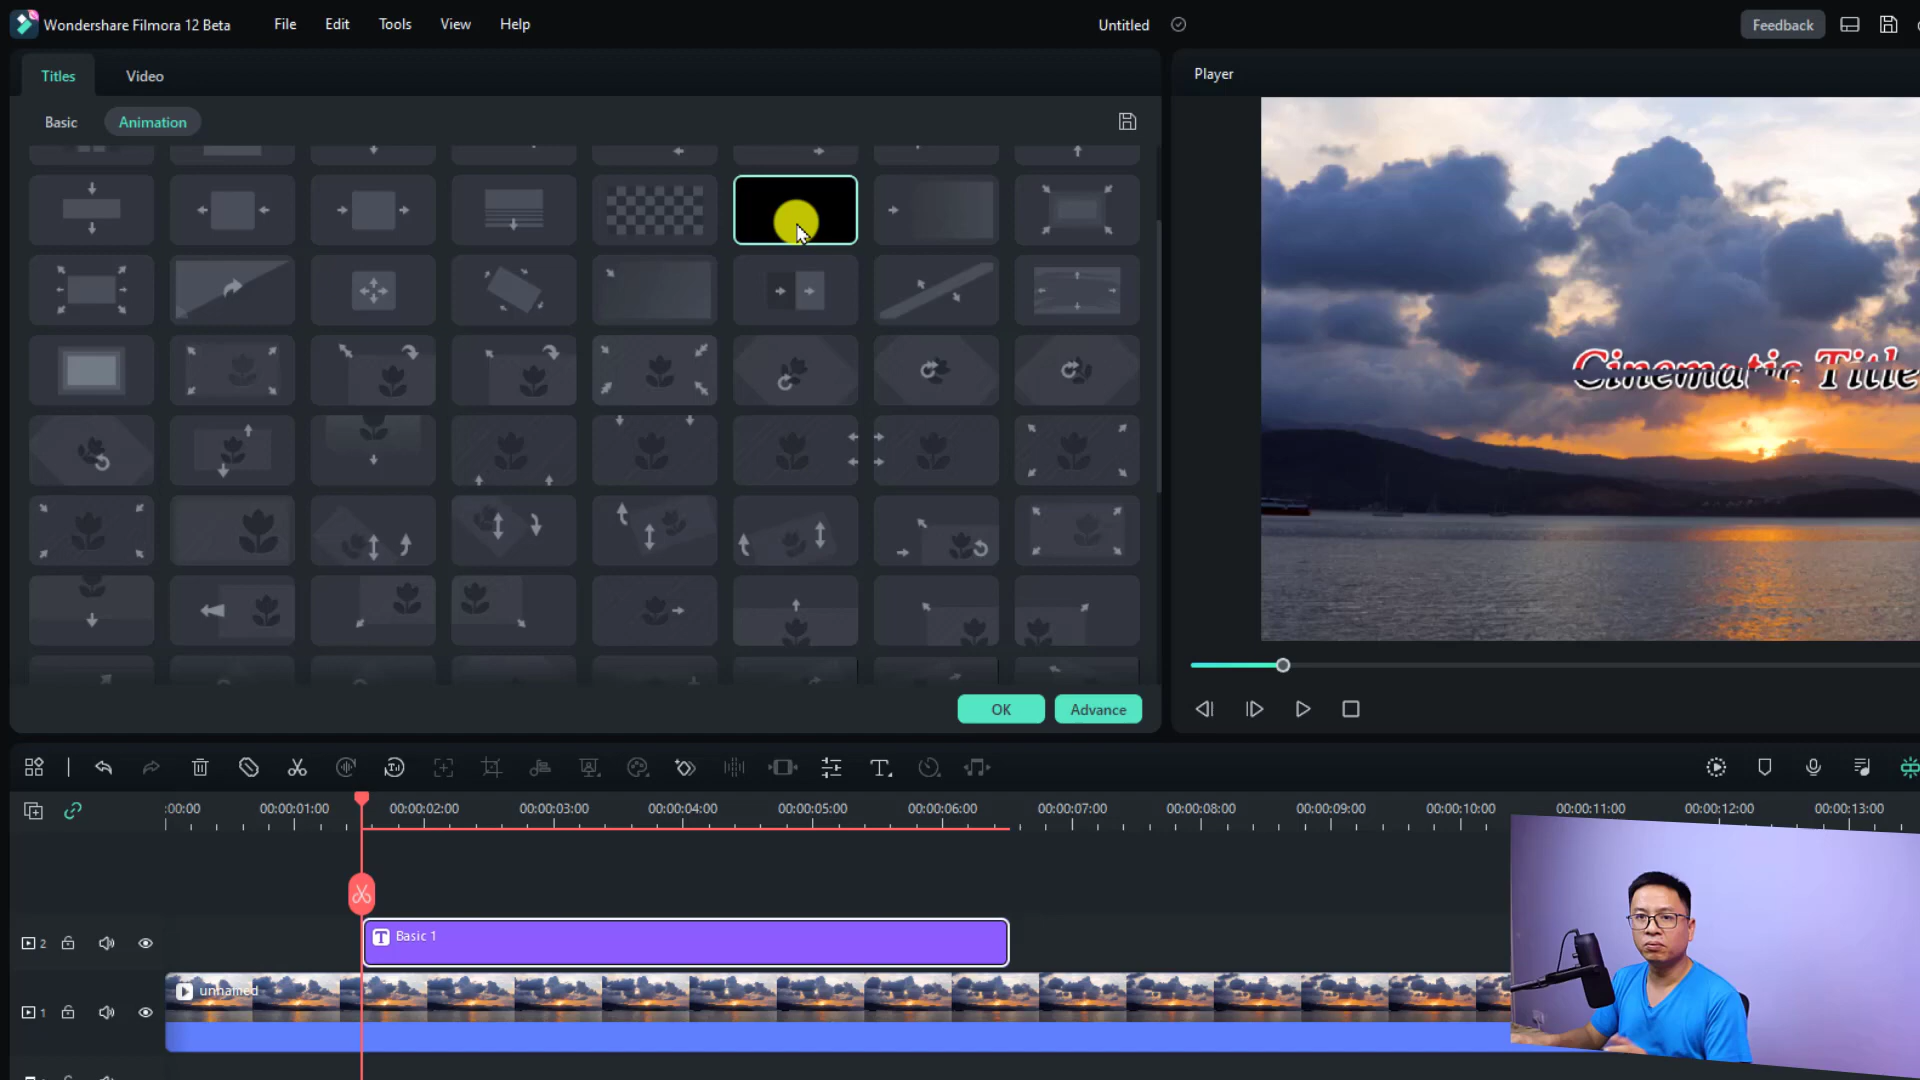 Wondershare Filmora 12 Beta
File
Edit
Tools
View
Help
Untitled
Feedback
Titles
Video
Player
Basic
Animation
Cinematic Title
OK
Advance
:00:00
00:00:01:00
00:00:02:00
00:00:03:00
00:00:04:00
00:00:05:00
00:00:06:00
00:00:07:00
00:00:08:00
00:00:09:00
00:00:10:00
00:00:11:00
00:00:12:00
00:00:13:00
2
T Basic 1
unnamed
1